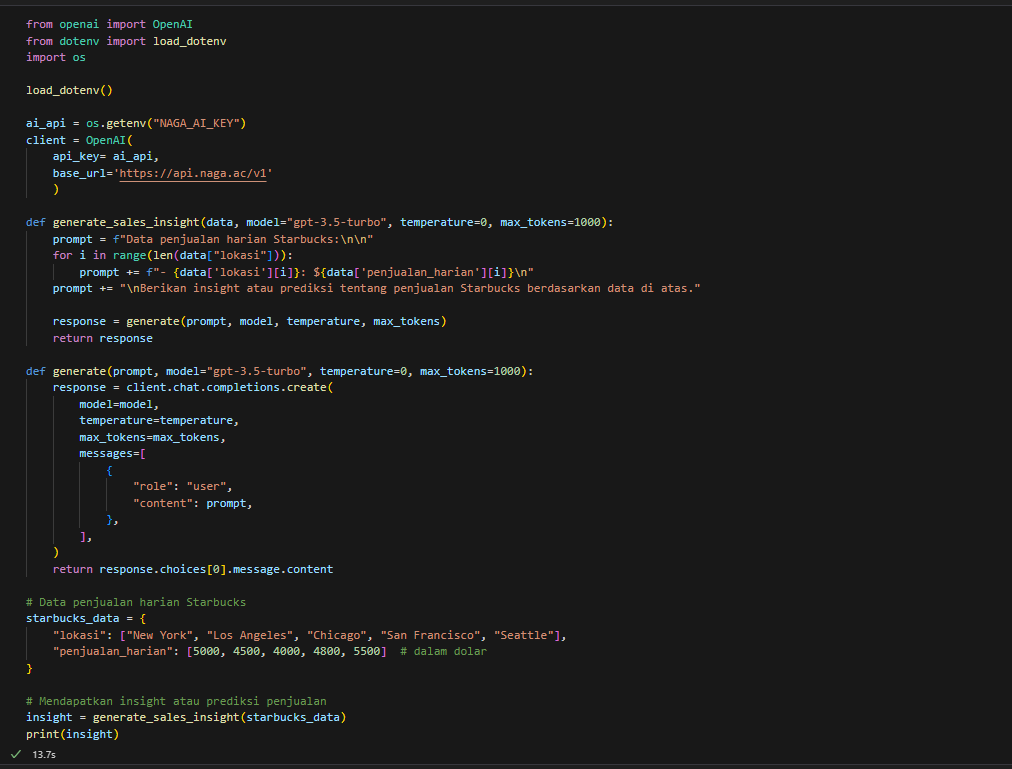 from openai import OpenAI
from dotenv import load_dotenv
import os
load_dotenv()
ai_api = os.getenv("NAGA_AI_KEY")
client = OpenAI(
    api_key= ai_api,
    base_url='https://api.naga.ac/v1'
    )
def generate_sales_insight(data, model="gpt-3.5-turbo", temperature=0, max_tokens=1000):
    prompt = f"Data penjualan harian Starbucks:\n\n"
    for i in range(len(data["lokasi"])):
        prompt += f"- {data['lokasi'][i]}: ${data['penjualan_harian'][i]}\n"
    prompt += "\nBerikan insight atau prediksi tentang penjualan Starbucks berdasarkan data di atas."
    response = generate(prompt, model, temperature, max_tokens)
    return response
def generate(prompt, model="gpt-3.5-turbo", temperature=0, max_tokens=1000):
    response = client.chat.completions.create(
        model=model,
        temperature=temperature,
        max_tokens=max_tokens,
        messages=[
            {
                "role": "user",
                "content": prompt,
            },
        ],
    )
    return response.choices[0].message.content
# Data penjualan harian Starbucks
starbucks_data = {
    "lokasi": ["New York", "Los Angeles", "Chicago", "San Francisco", "Seattle"],
    "penjualan_harian": [5000, 4500, 4000, 4800, 5500]  # dalam dolar
}
# Mendapatkan insight atau prediksi penjualan
insight = generate_sales_insight(starbucks_data)
print(insight)
13.7s